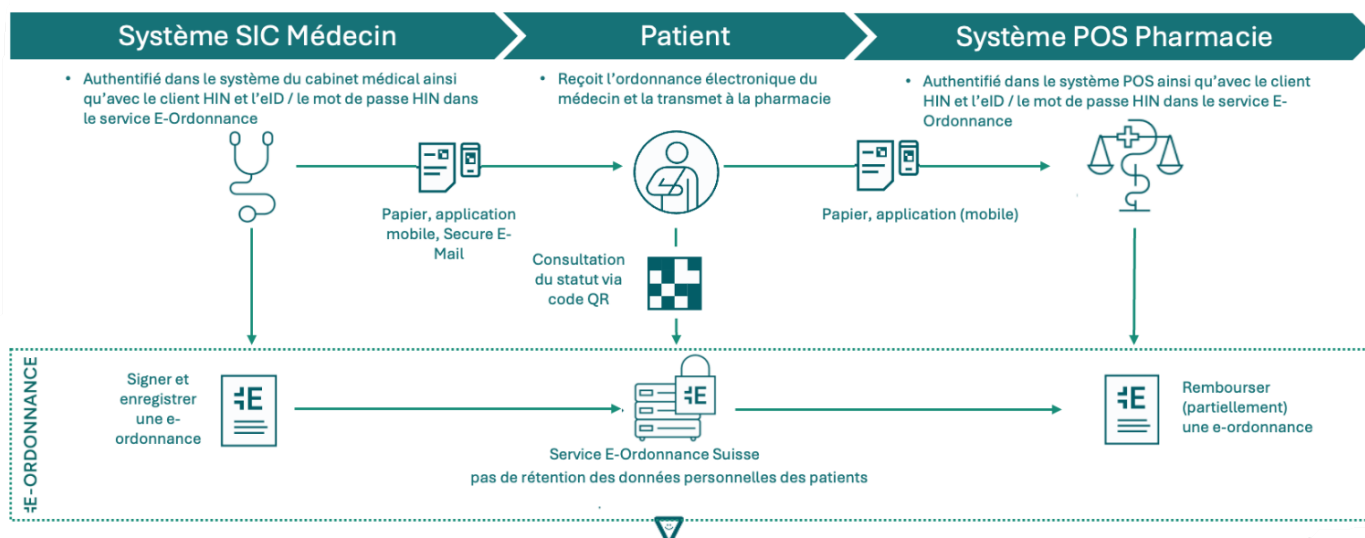 Système SIC Médecin
Patient
Système POS Pharmacie
• Authentifié dans le système du cabinet médical ainsi
qu'avec le client HIN et l'eID / le mot de passe HIN dans
le service E-Ordonnance
• Reçoit l'ordonnance électronique du
médecin et la transmet à la pharmacie
• Authentifié dans le système POS ainsi qu'avec le client
HIN et l'eID / le mot de passe HIN dans le service E-
Ordonnance
Papier, application
mobile, Secure E-
Mail
Papier, application (mobile)
Consultation
du statut via
code QR
E-ORDONNANCE
Signer et
enregistrer
une e-
ordonnance
E
E
E
Rembourser
(partiellement)
une e-ordonnance
Service E-Ordonnance Suisse
pas de rétention des données personnelles des patients